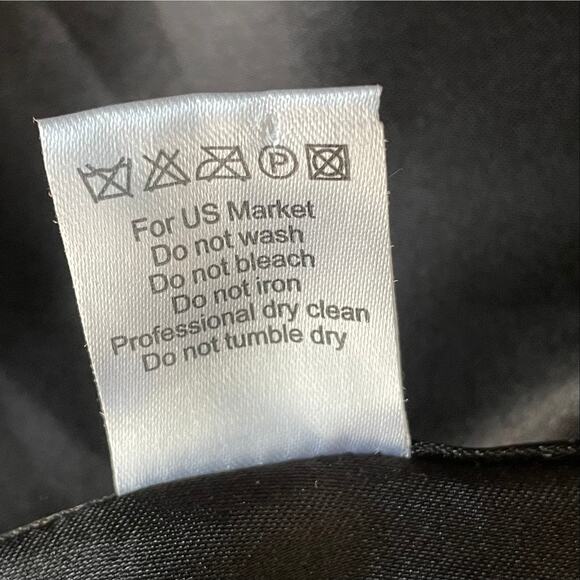 P
For US Market
Do not wash
Do not bleach
Do not iron
Professional dry clean
Do not tumble dry